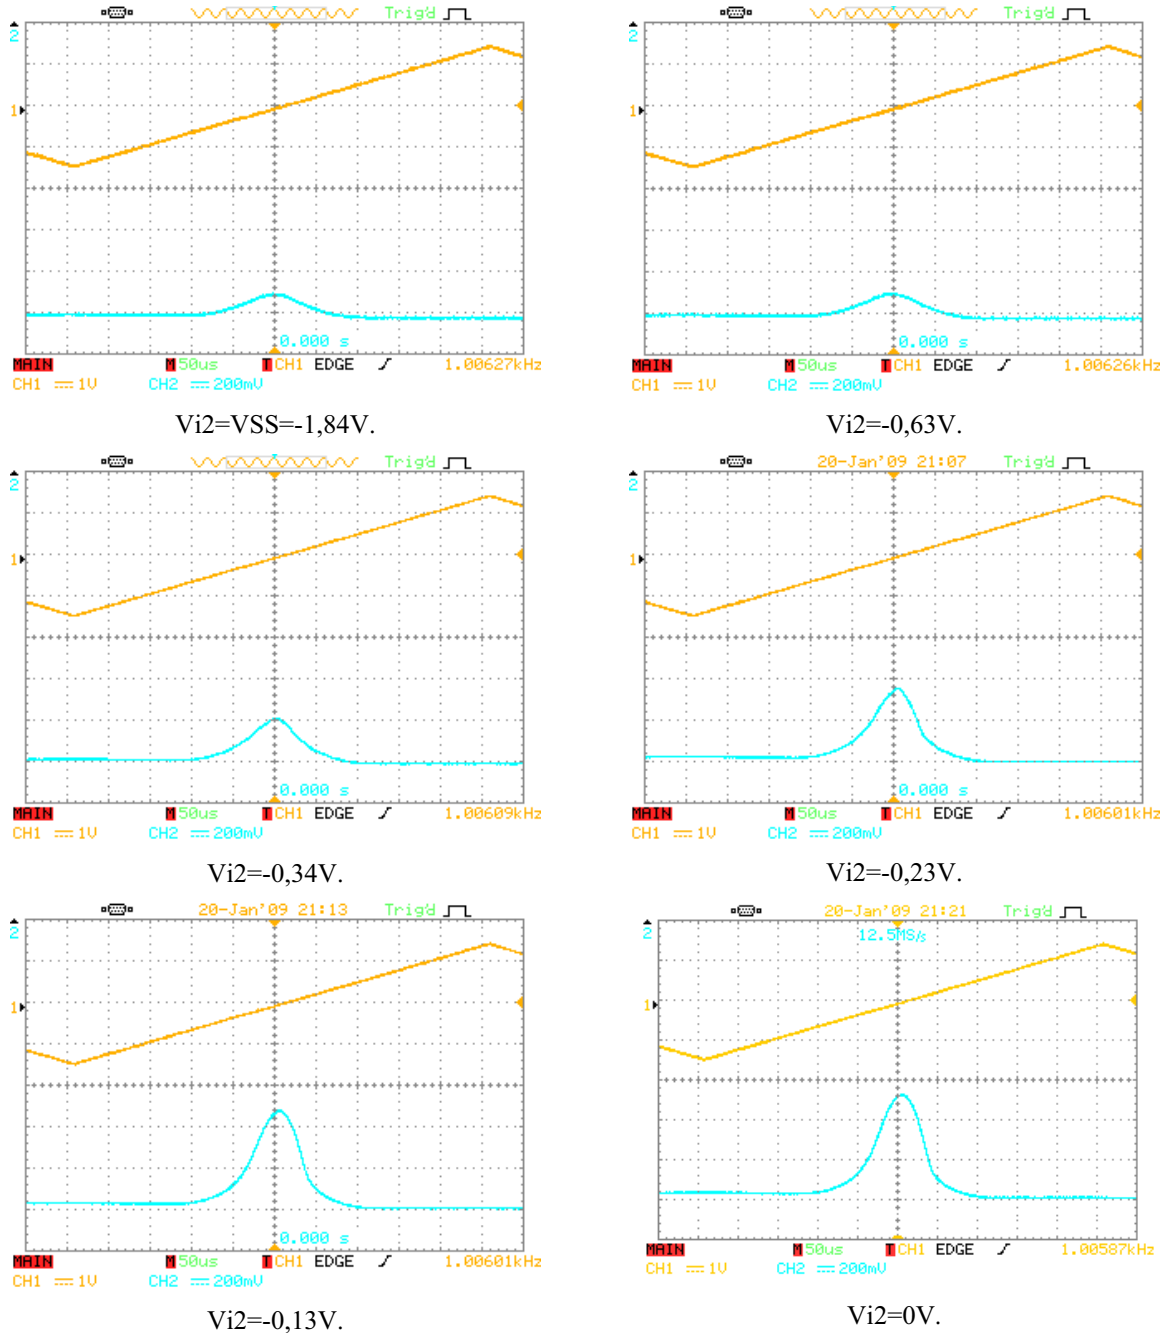 Trig'd
2
1
0.000 s
MAIN M 50us T CH1 EDGE 1.00627kHz
CH1 1V CH2 200mV
Vi2=VSS=-1,84V.
Trig'd
2
1
0.000 s
MAIN M 50us T CH1 EDGE 1.00626kHz
CH1 1V CH2 200mV
Vi2=-0,63V.
Trig'd
2
1
0.000 s
MAIN M 50us T CH1 EDGE 1.00609kHz
CH1 1V CH2 200mV
Vi2=-0,34V.
20-Jan'09 21:07 Trig'd
2
1
0.000 s
MAIN M 50us T CH1 EDGE 1.00601kHz
CH1 1V CH2 200mV
Vi2=-0,23V.
20-Jan'09 21:13 Trig'd
2
1
0.000 s
MAIN M 50us T CH1 EDGE 1.00601kHz
CH1 1V CH2 200mV
Vi2=-0,13V.
20-Jan'09 21:21 Trig'd
2
12.5MS/s
1
MAIN M 50us T CH1 EDGE 1.00587kHz
CH1 1V CH2 200mV
Vi2=0V.